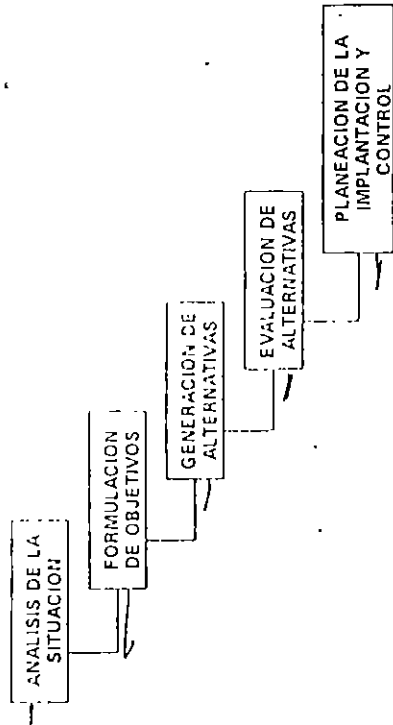 ANALISIS DE LA
SITUACION
FORMULACION
DE OBJETIVOS
GENERACION DE
ALTERNATIVAS
EVALUACION DE
ALTERNATIVAS
PLANEACION DE LA
IMPLANTACION Y
CONTROL